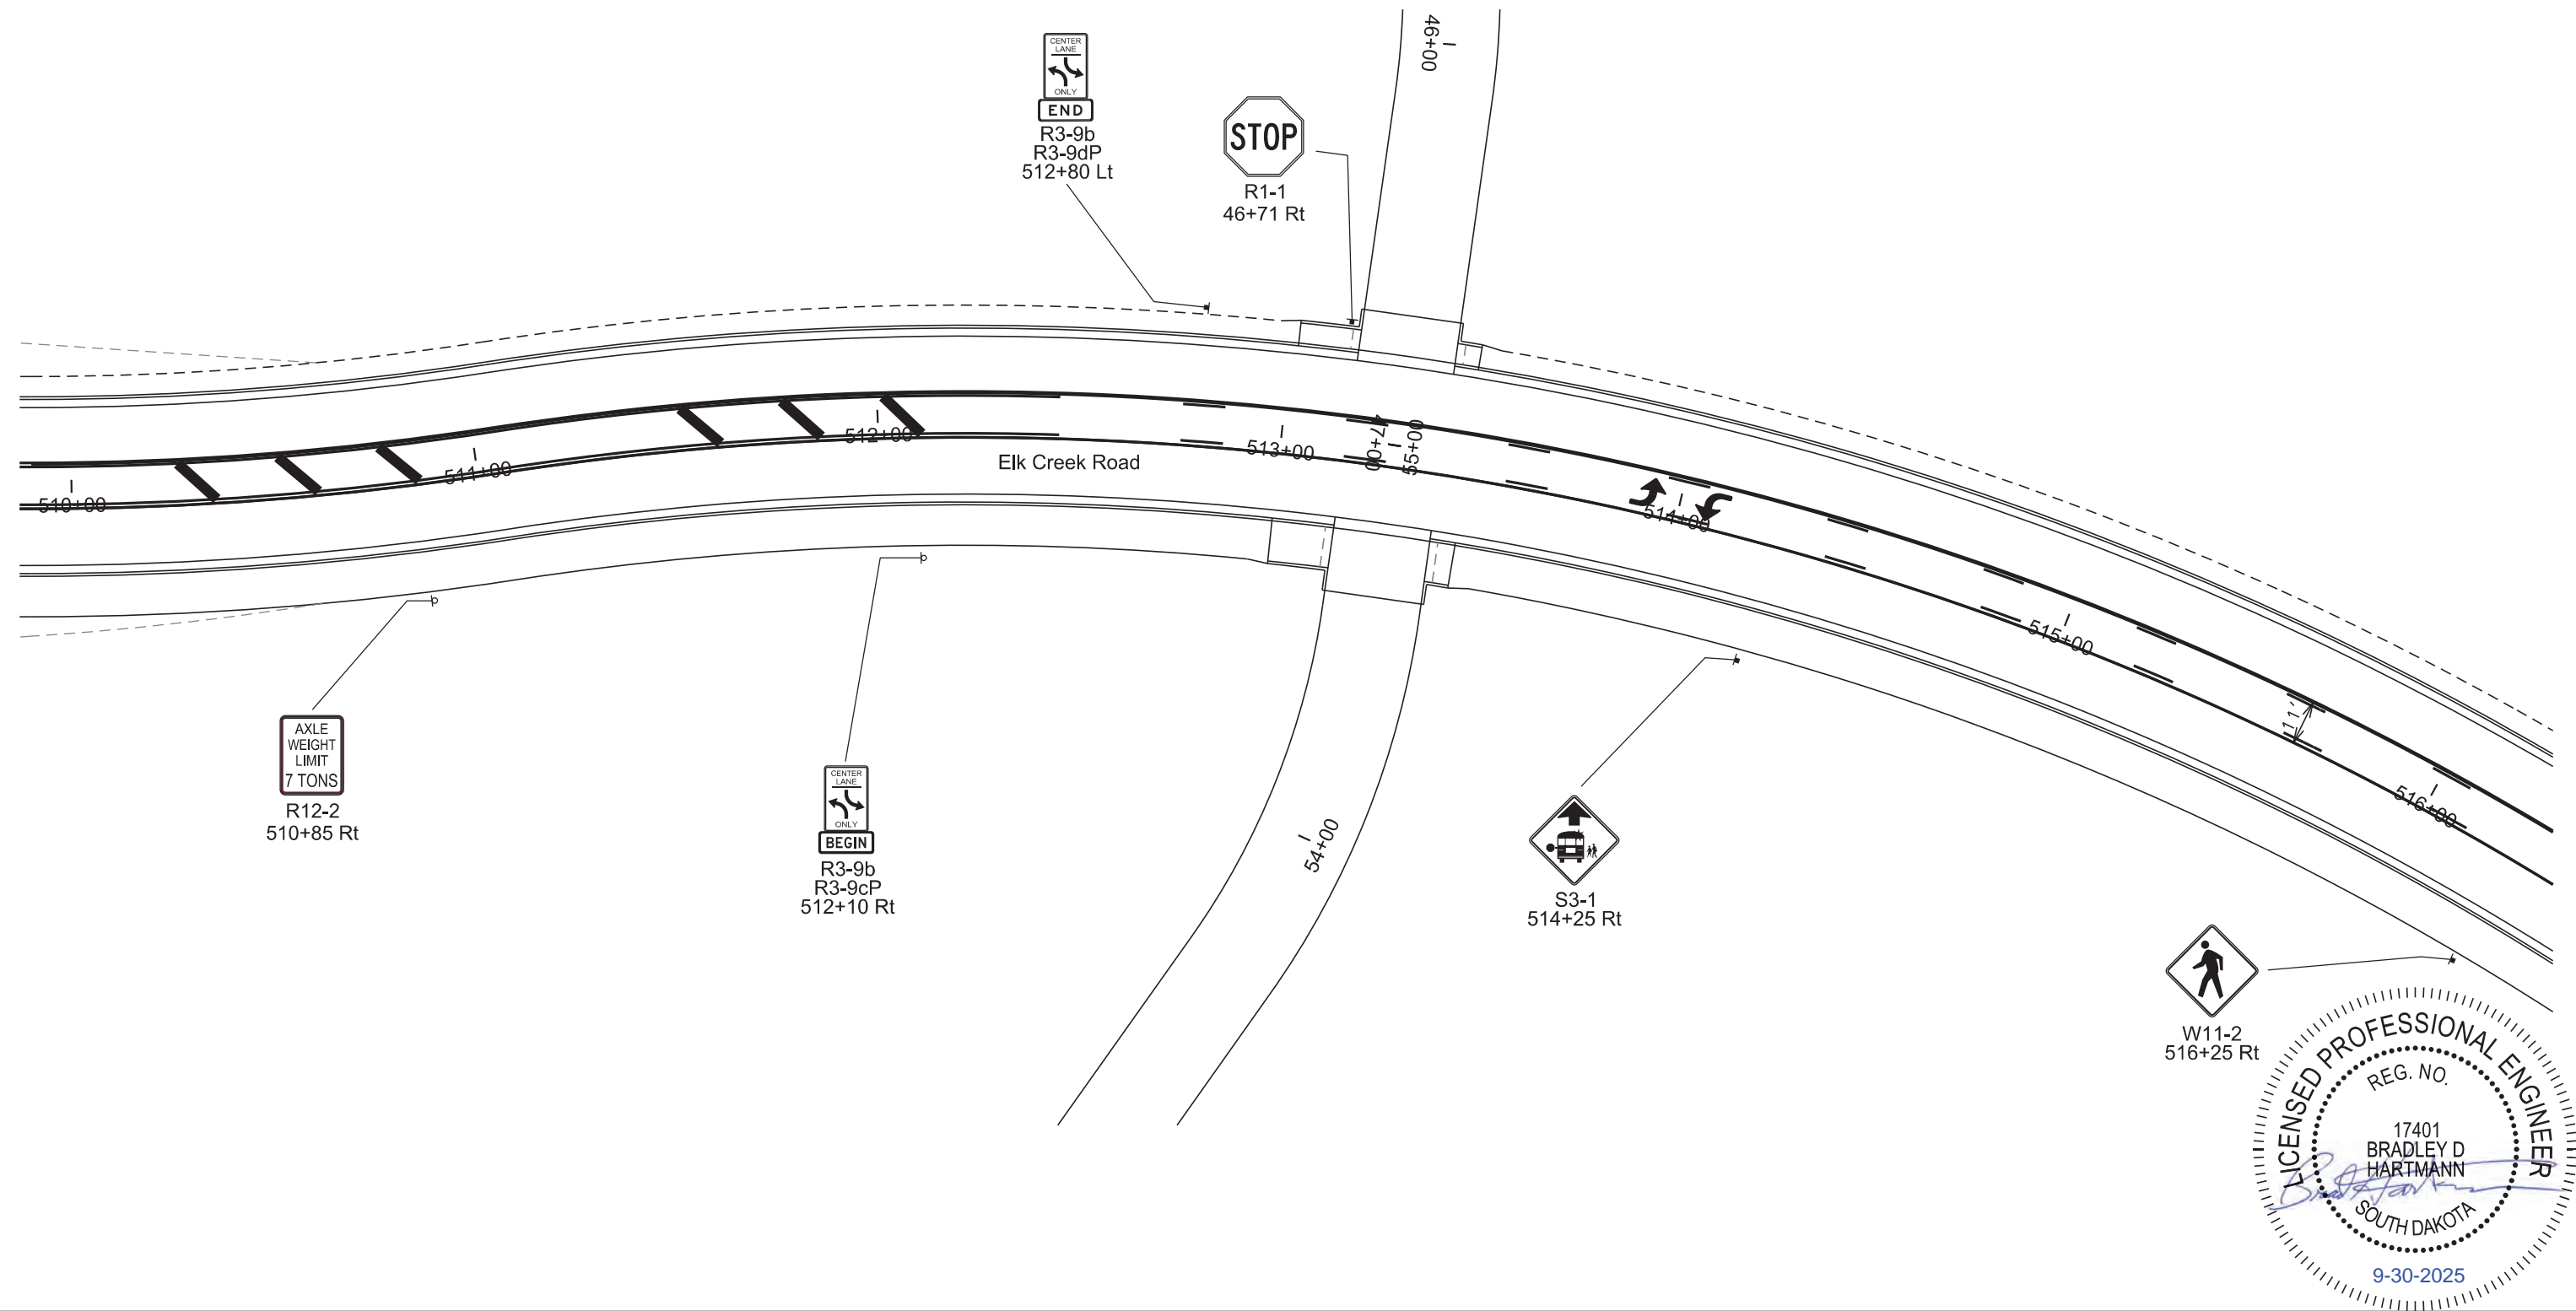 46+00
CENTER
LANE
ONLY
END
R3-9b
R3-9dP
512+80 Lt
STOP
R1-1
46+71 Rt
510+00
511+00
512+00
Elk Creek Road
513+00
47+00
55+00
514+00
515+00
11'
516+00
AXLE
WEIGHT
LIMIT
7 TONS
R12-2
510+85 Rt
CENTER
LANE
ONLY
BEGIN
R3-9b
R3-9cP
512+10 Rt
54+00
S3-1
514+25 Rt
W11-2
516+25 Rt
LICENSED PROFESSIONAL ENGINEER
REG. NO.
17401
BRADLEY D
HARTMANN
SOUTH DAKOTA
9-30-2025